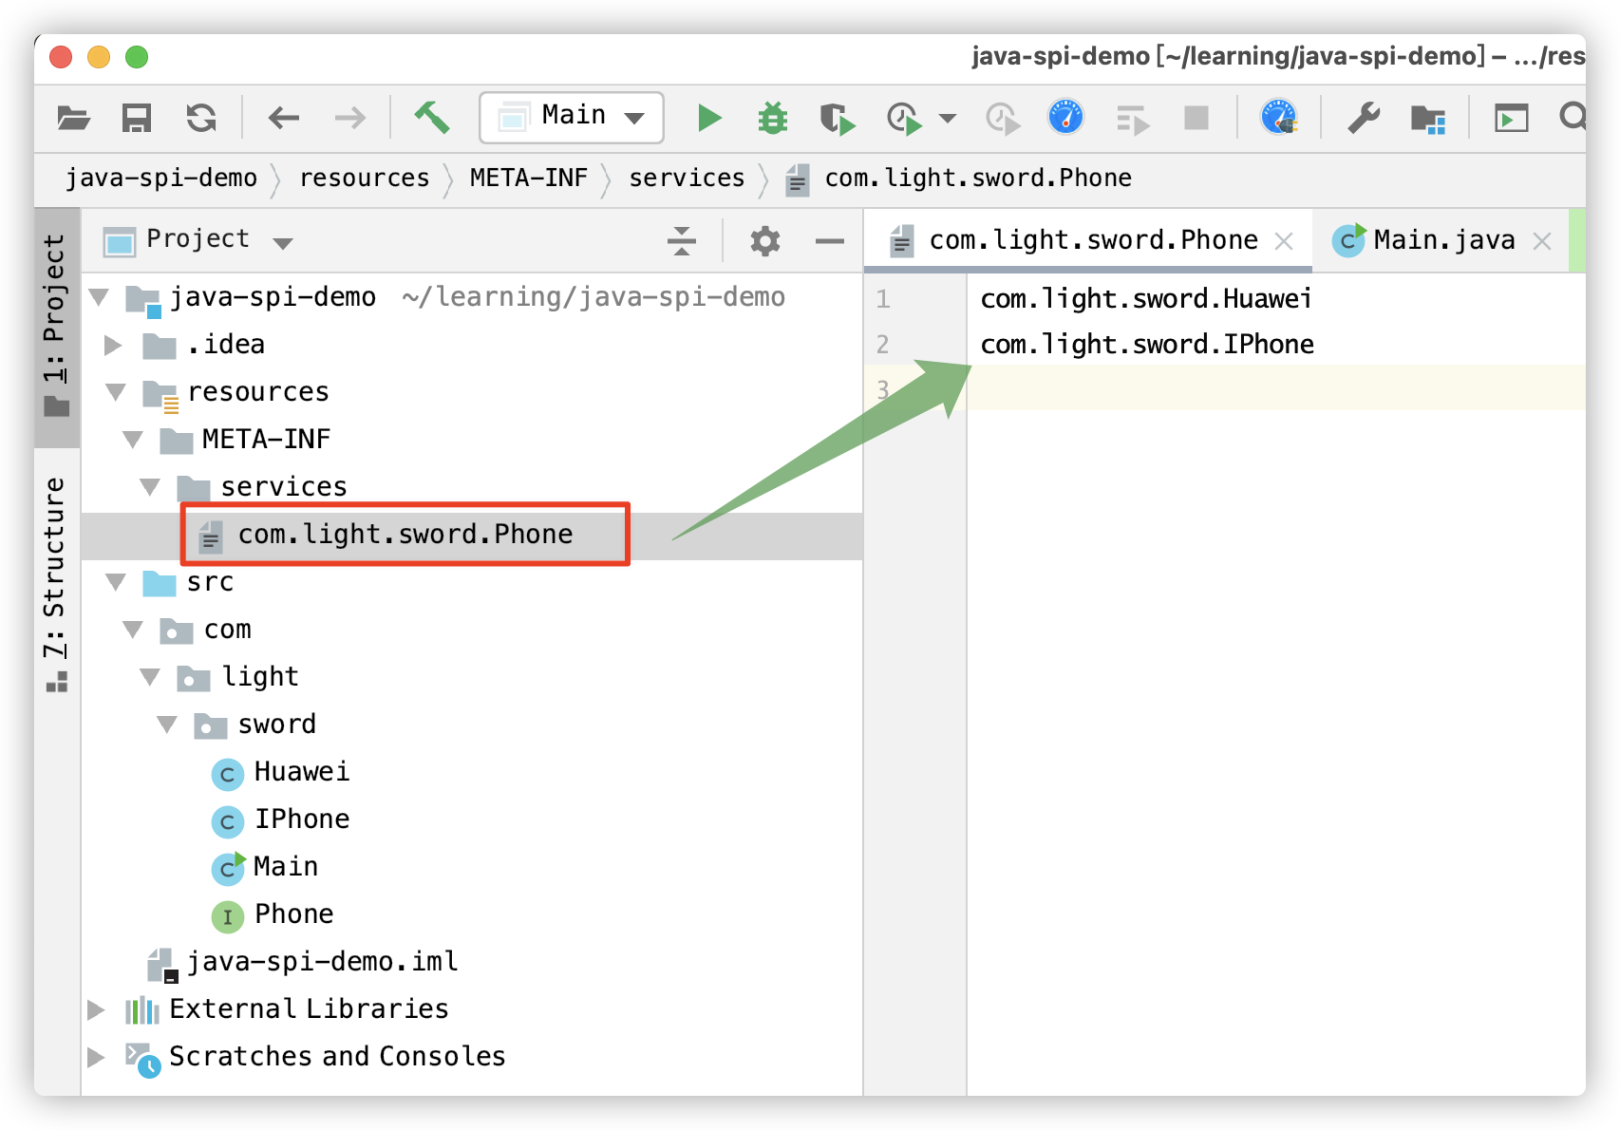 java-spi-demo [~/learning/java-spi-demo] – .../res
Main
java-spi-demo
resources
META-INF
services
com.light.sword.Phone
1: Project
7: Structure
Project
java-spi-demo ~/learning/java-spi-demo
.idea
resources
META-INF
services
com.light.sword.Phone
src
com
light
sword
Huawei
IPhone
Main
Phone
java-spi-demo.iml
External Libraries
Scratches and Consoles
com.light.sword.Phone
Main.java
1 com.light.sword.Huawei
2 com.light.sword.IPhone
3